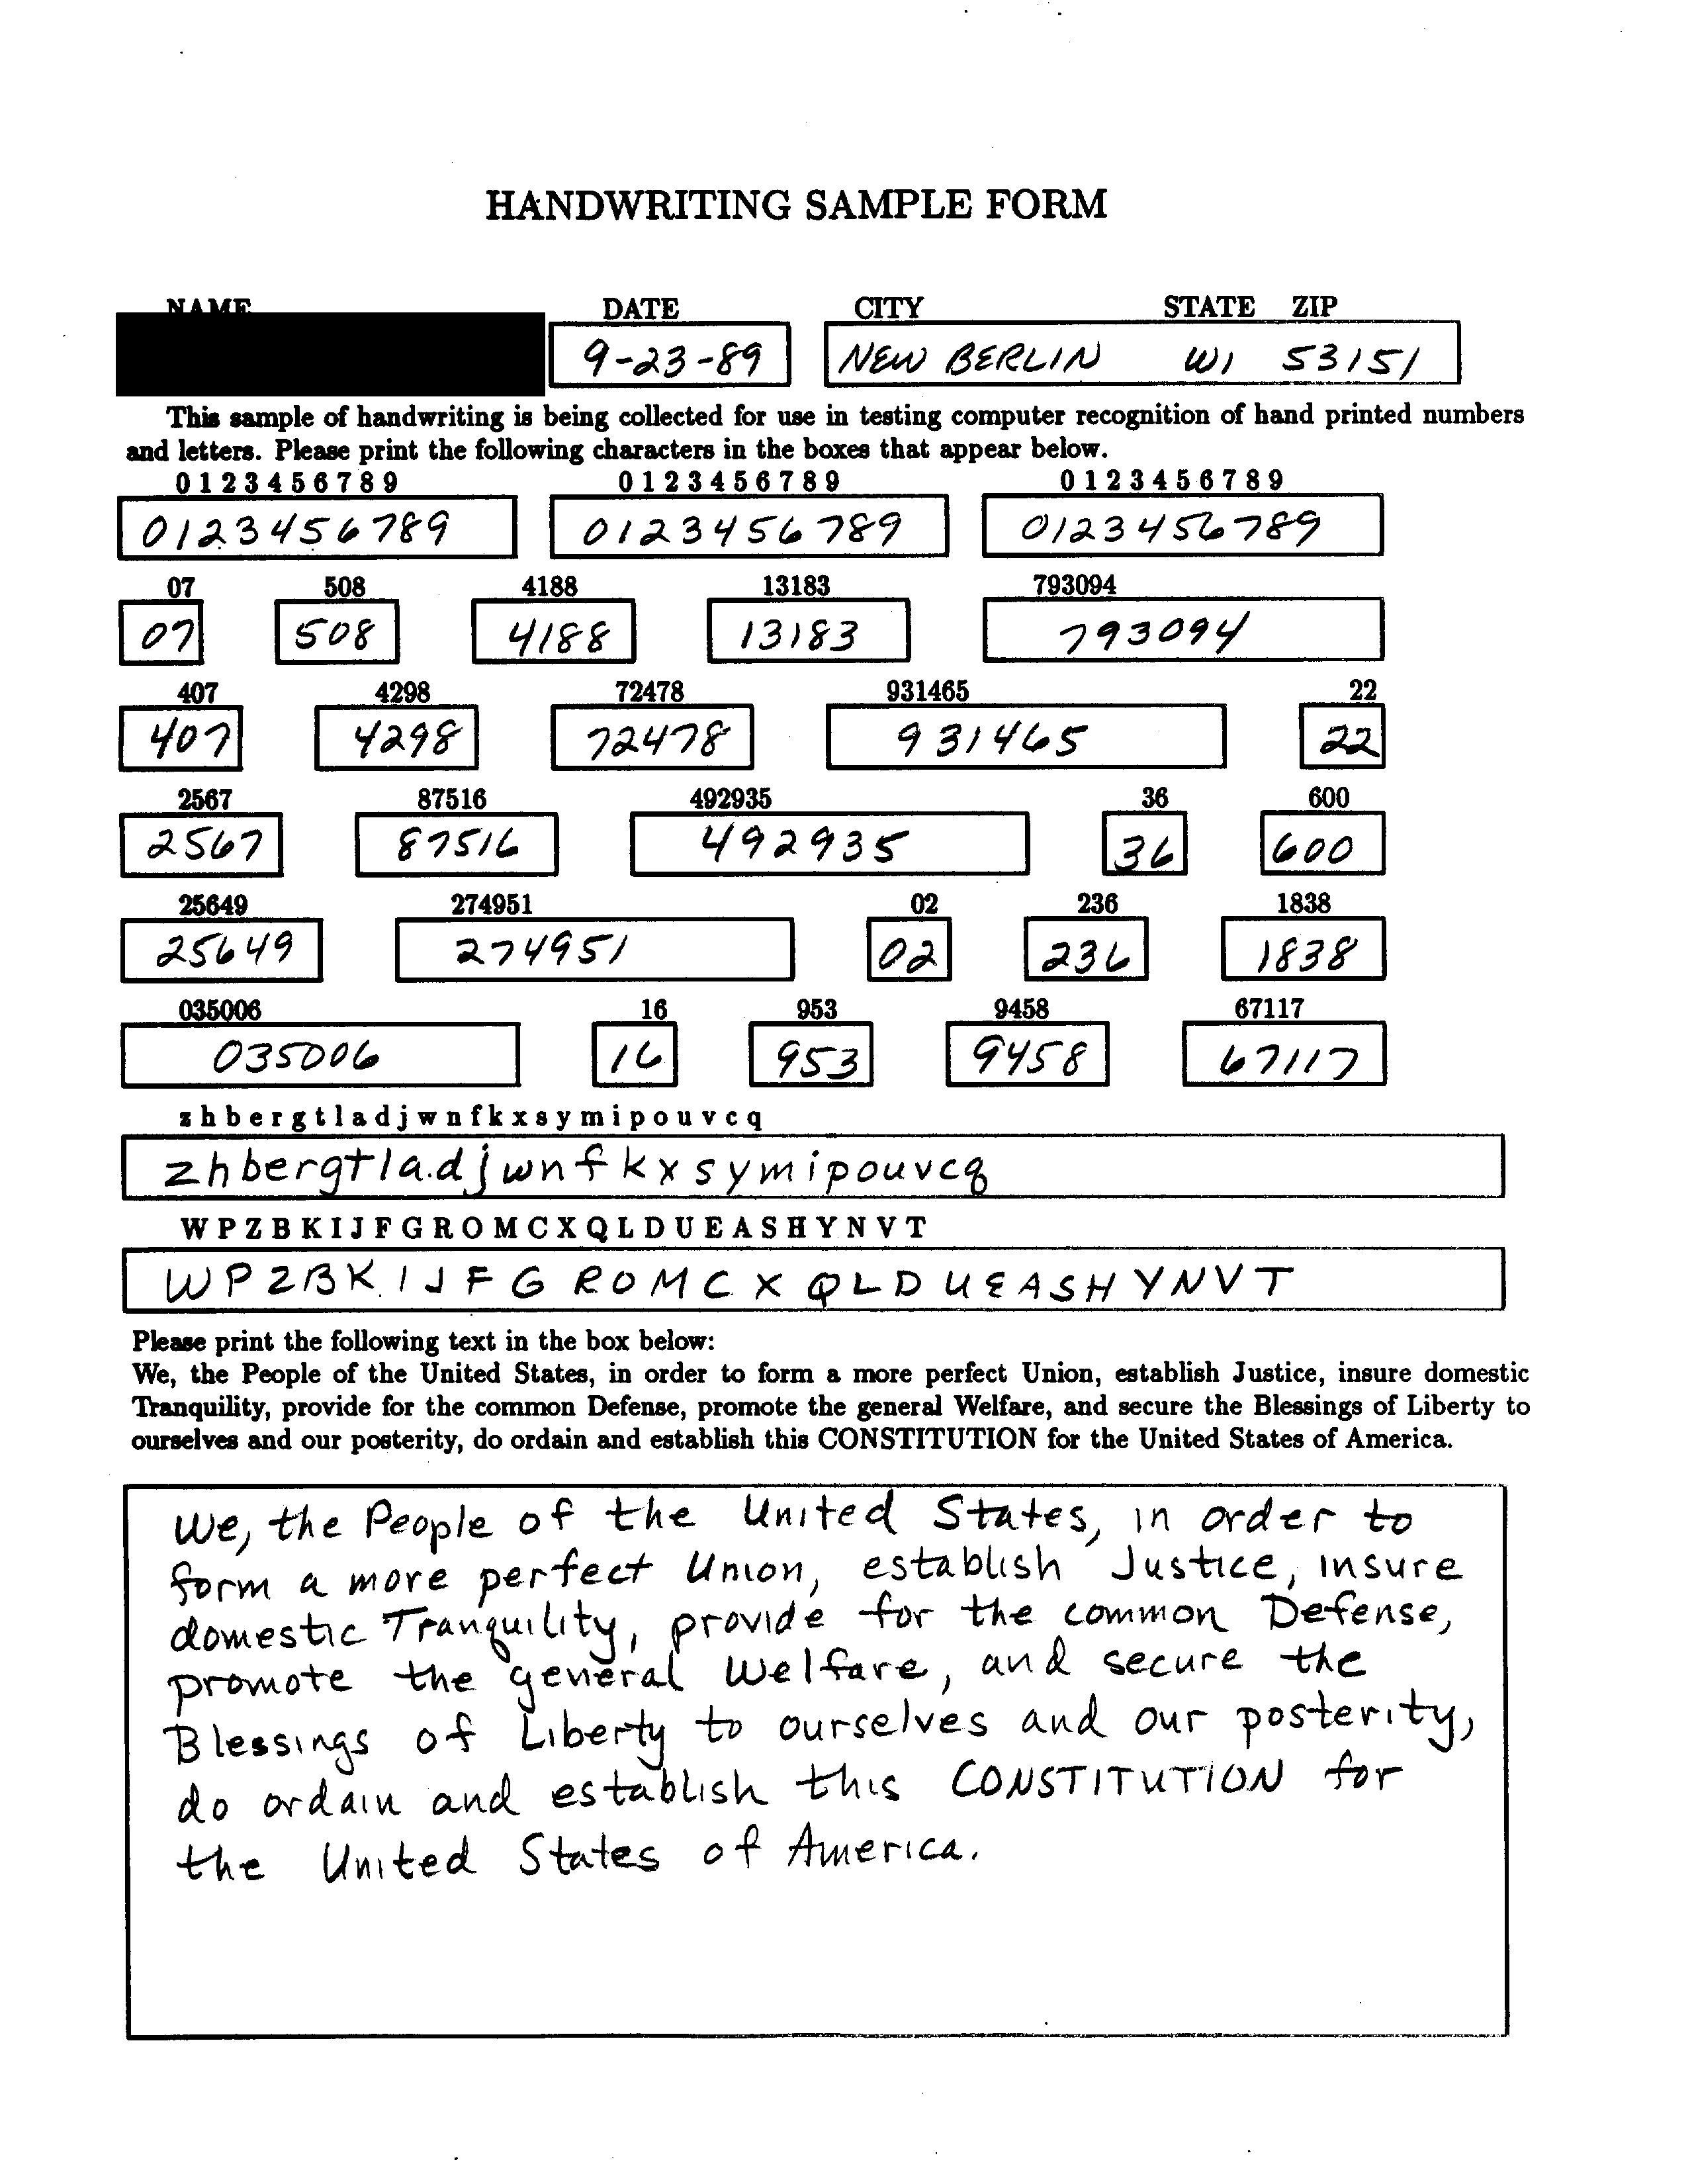 HANDWRITING SAMPLE FORM
NAME DATE CITY STATE ZIP
9-23-89 NEW BERLIN WI 53151
This sample of handwriting is being collected for use in testing computer recognition of hand printed numbers
and letters. Please print the following characters in the boxes that appear below.
0 1 2 3 4 5 6 7 8 9 0 1 2 3 4 5 6 7 8 9 0 1 2 3 4 5 6 7 8 9
0123456789 0123456789 0123456789
07 508 4188 13183 793094
07 508 4188 13183 793094
407 4298 72478 931465 22
407 4298 72478 931465 22
2567 87516 492935 36 600
2567 87516 492935 36 600
25649 274951 02 236 1838
25649 274951 02 236 1838
035006 16 953 9458 67117
035006 16 953 9458 67117
z h b e r g t l a d j w n f k x s y m i p o u v c q
zhbergtladjwnfkxsymipouvcq
W P Z B K I J F G R O M C X Q L D U E A S H Y N V T
W P Z B K I J F G R O M C X Q L D U E A S H Y N V T
Please print the following text in the box below:
We, the People of the United States, in order to form a more perfect Union, establish Justice, insure domestic
Tranquility, provide for the common Defense, promote the general Welfare, and secure the Blessings of Liberty to
ourselves and our posterity, do ordain and establish this CONSTITUTION for the United States of America.
We, the People of the United States, in order to
form a more perfect Union, establish Justice, insure
domestic Tranquility, provide for the common Defense,
promote the general Welfare, and secure the
Blessings of Liberty to ourselves and our posterity,
do ordain and establish this CONSTITUTION for
the United States of America.